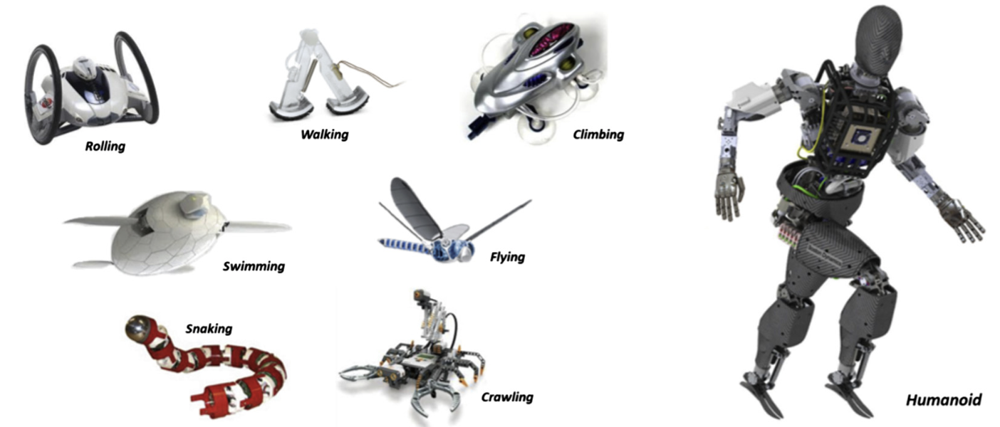 Rolling
Walking
Climbing
Swimming
Flying
Snaking
Crawling
Humanoid